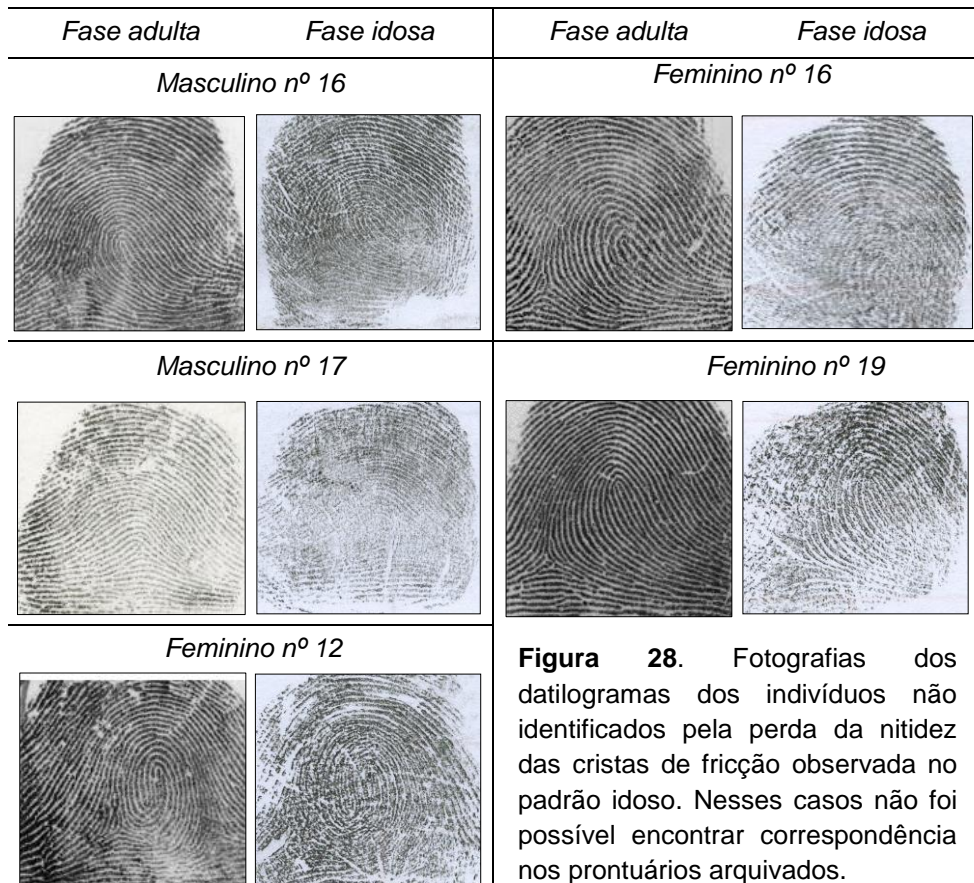 Fase adulta Fase idosa Fase adulta Fase idosa
Masculino nº 16
Feminino nº 16
Masculino nº 17
Feminino nº 19
Feminino nº 12
Figura 28. Fotografias dos
datilogramas dos indivíduos não
identificados pela perda da nitidez
das cristas de fricção observada no
padrão idoso. Nesses casos não foi
possível encontrar correspondência
nos prontuários arquivados.